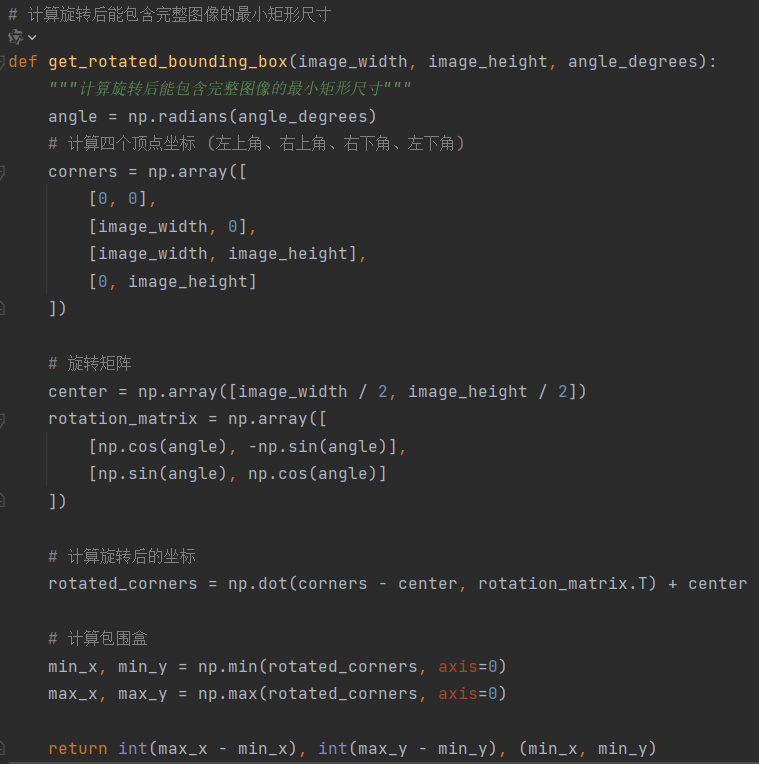 # 计算旋转后能包含完整图像的最小矩形尺寸
def get_rotated_bounding_box(image_width, image_height, angle_degrees):
    """计算旋转后能包含完整图像的最小矩形尺寸"""
    angle = np.radians(angle_degrees)
    # 计算四个顶点坐标 (左上角、右上角、右下角、左下角)
    corners = np.array([
        [0, 0],
        [image_width, 0],
        [image_width, image_height],
        [0, image_height]
    ])
    # 旋转矩阵
    center = np.array([image_width / 2, image_height / 2])
    rotation_matrix = np.array([
        [np.cos(angle), -np.sin(angle)],
        [np.sin(angle), np.cos(angle)]
    ])
    # 计算旋转后的坐标
    rotated_corners = np.dot(corners - center, rotation_matrix.T) + center
    # 计算包围盒
    min_x, min_y = np.min(rotated_corners, axis=0)
    max_x, max_y = np.max(rotated_corners, axis=0)
    return int(max_x - min_x), int(max_y - min_y), (min_x, min_y)